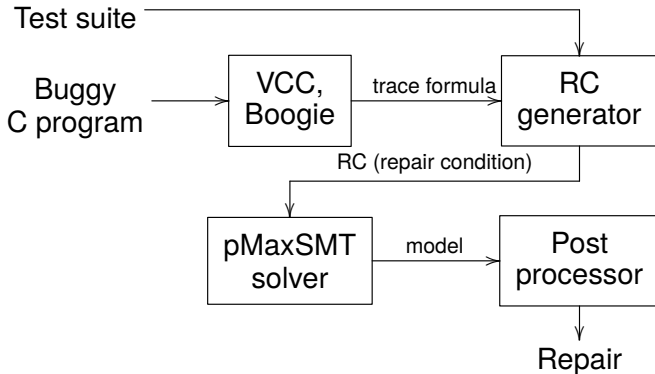 Test suite
Buggy
C program
VCC,
Boogie
trace formula
RC
generator
RC (repair condition)
pMaxSMT
solver
model
Post
processor
Repair